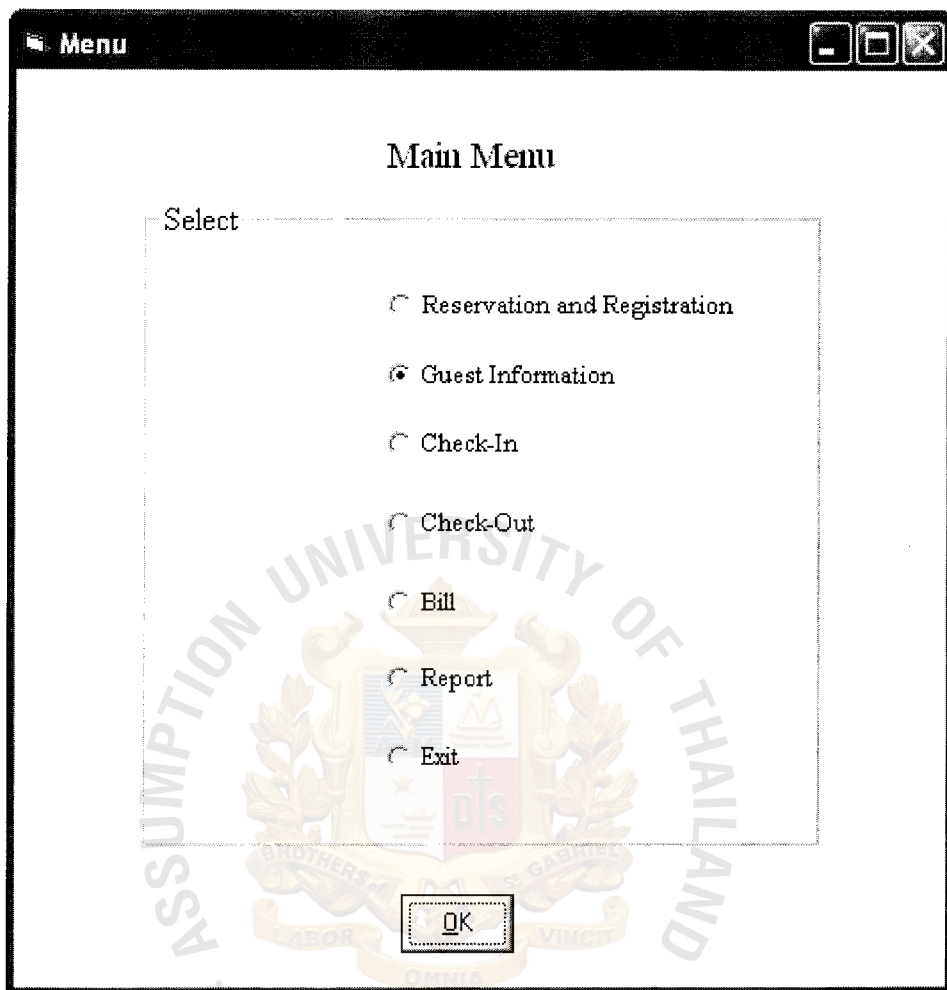 Menu
Main Menu
Select
Reservation and Registration
Guest Information
Check-In
Check-Out
Bill
Report
Exit
OK
ASSUMPTION UNIVERSITY OF THAILAND
D S
BROTHERS of St GABRIEL
LABOR
OMNIA
VINCIT